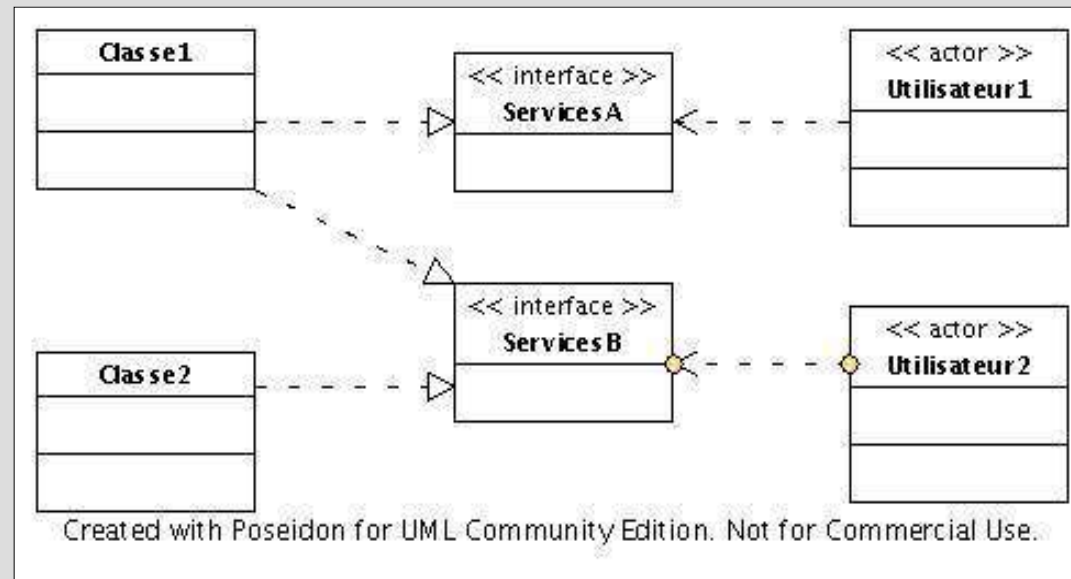 Classe1
<< interface >>
ServicesA
<< actor >>
Utilisateur1
<< interface >>
ServicesB
Classe2
<< actor >>
Utilisateur2
Created with Poseidon for UML Community Edition. Not for Commercial Use.